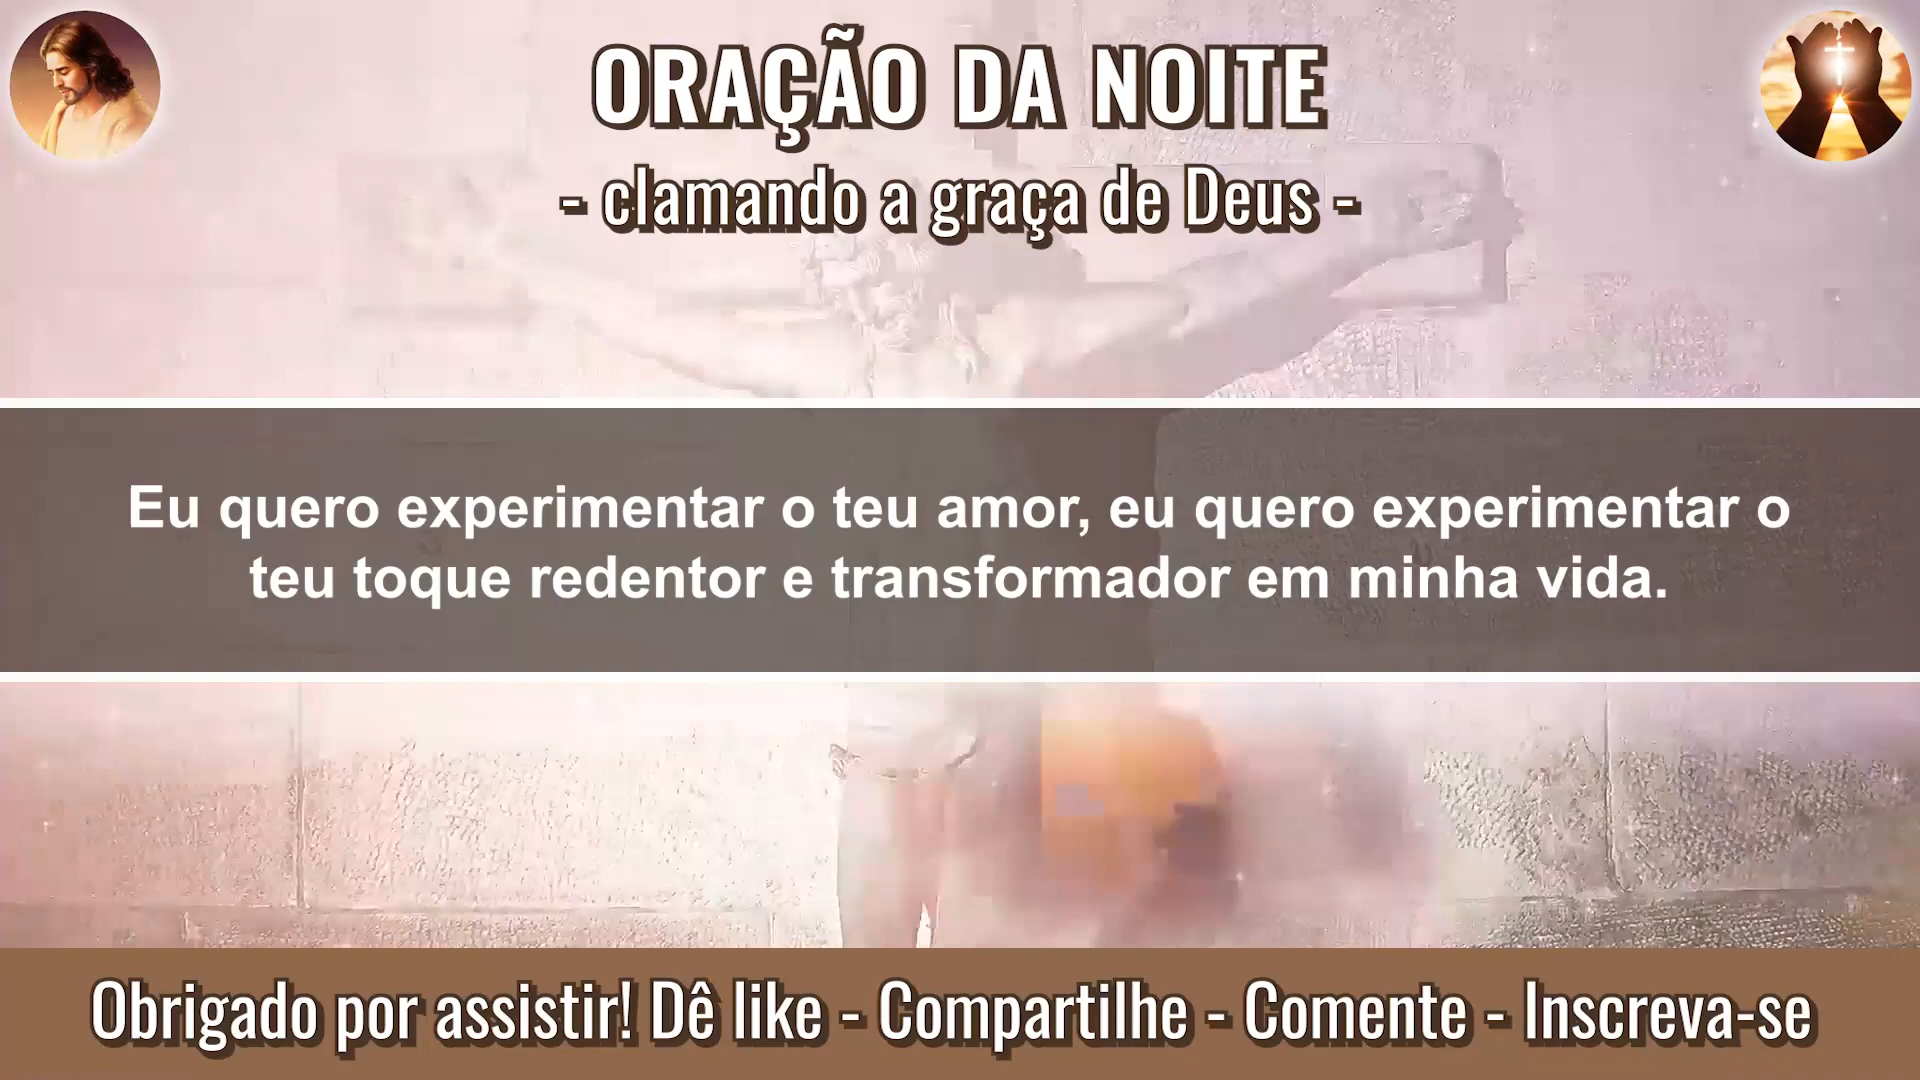 ORAÇÃO DA NOITE
- clamando a graça de Deus -
Eu quero experimentar o teu amor, eu quero experimentar o
teu toque redentor e transformador em minha vida.
Obrigado por assistir! Dê like - Compartilhe - Comente - Inscreva-se